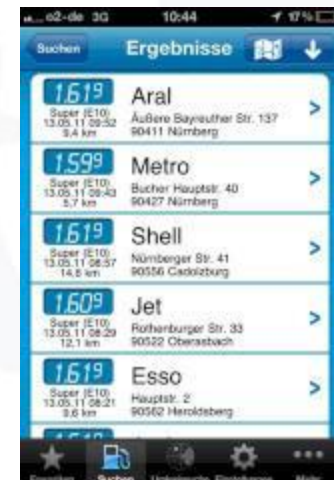 o2-de 3G 10:44 17%
Suchen Ergebnisse
1.619 Aral
Super (E10) Äußere Bayreuther Str. 137
13.05.11 09:52 90411 Nürnberg
9,4 km
1.599 Metro
Super (E10) Bucher Hauptstr. 40
13.05.11 09:43 90427 Nürnberg
5,7 km
1.619 Shell
Super (E10) Nürnberger Str. 41
13.05.11 08:57 90556 Cadolzburg
14,8 km
1.609 Jet
Super (E10) Rothenburger Str. 33
13.05.11 08:29 90522 Oberasbach
12,1 km
1.619 Esso
Super (E10) Hauptstr. 2
13.05.11 08:21 90562 Heroldsberg
9,6 km
Favoriten Suchen Einstellungen Mehr